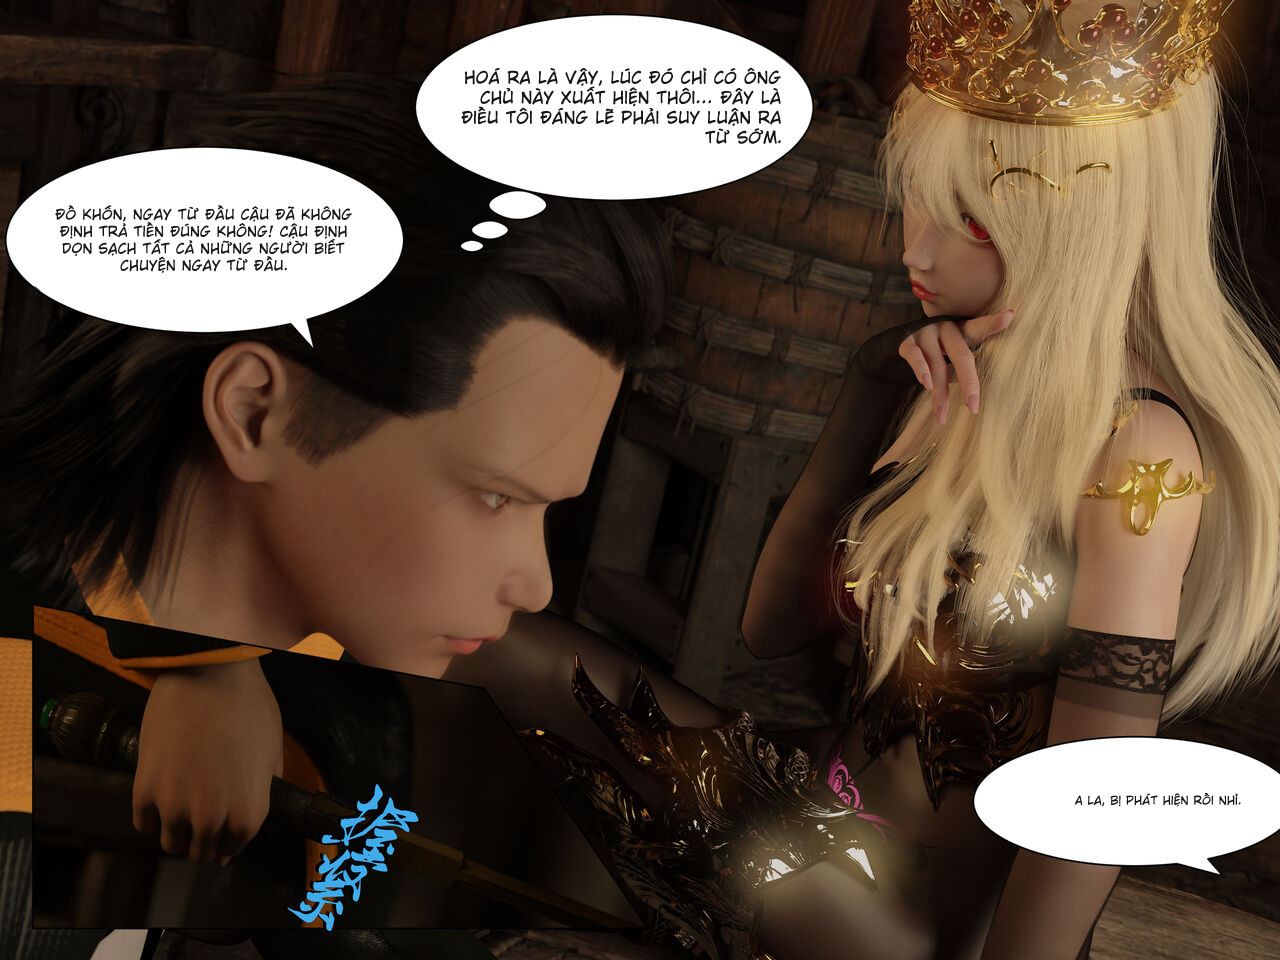 HOÁ RA LÀ VẬY, LÚC ĐÓ CHỈ CÓ ÔNG
CHỦ NÀY XUẤT HIỆN THÔI... ĐÂY LÀ
ĐIỀU TÔI ĐÁNG LẼ PHẢI SUY LUẬN RA
TỪ SỚM.
ĐỒ KHỐN, NGAY TỪ ĐẦU CẬU ĐÃ KHÔNG
ĐỊNH TRẢ TIỀN ĐÚNG KHÔNG! CẬU ĐỊNH
DỌN SẠCH TẤT CẢ NHỮNG NGƯỜI BIẾT
CHUYỆN NGAY TỪ ĐẦU.
握紧
A LA, BỊ PHÁT HIỆN RỒI NHỈ.